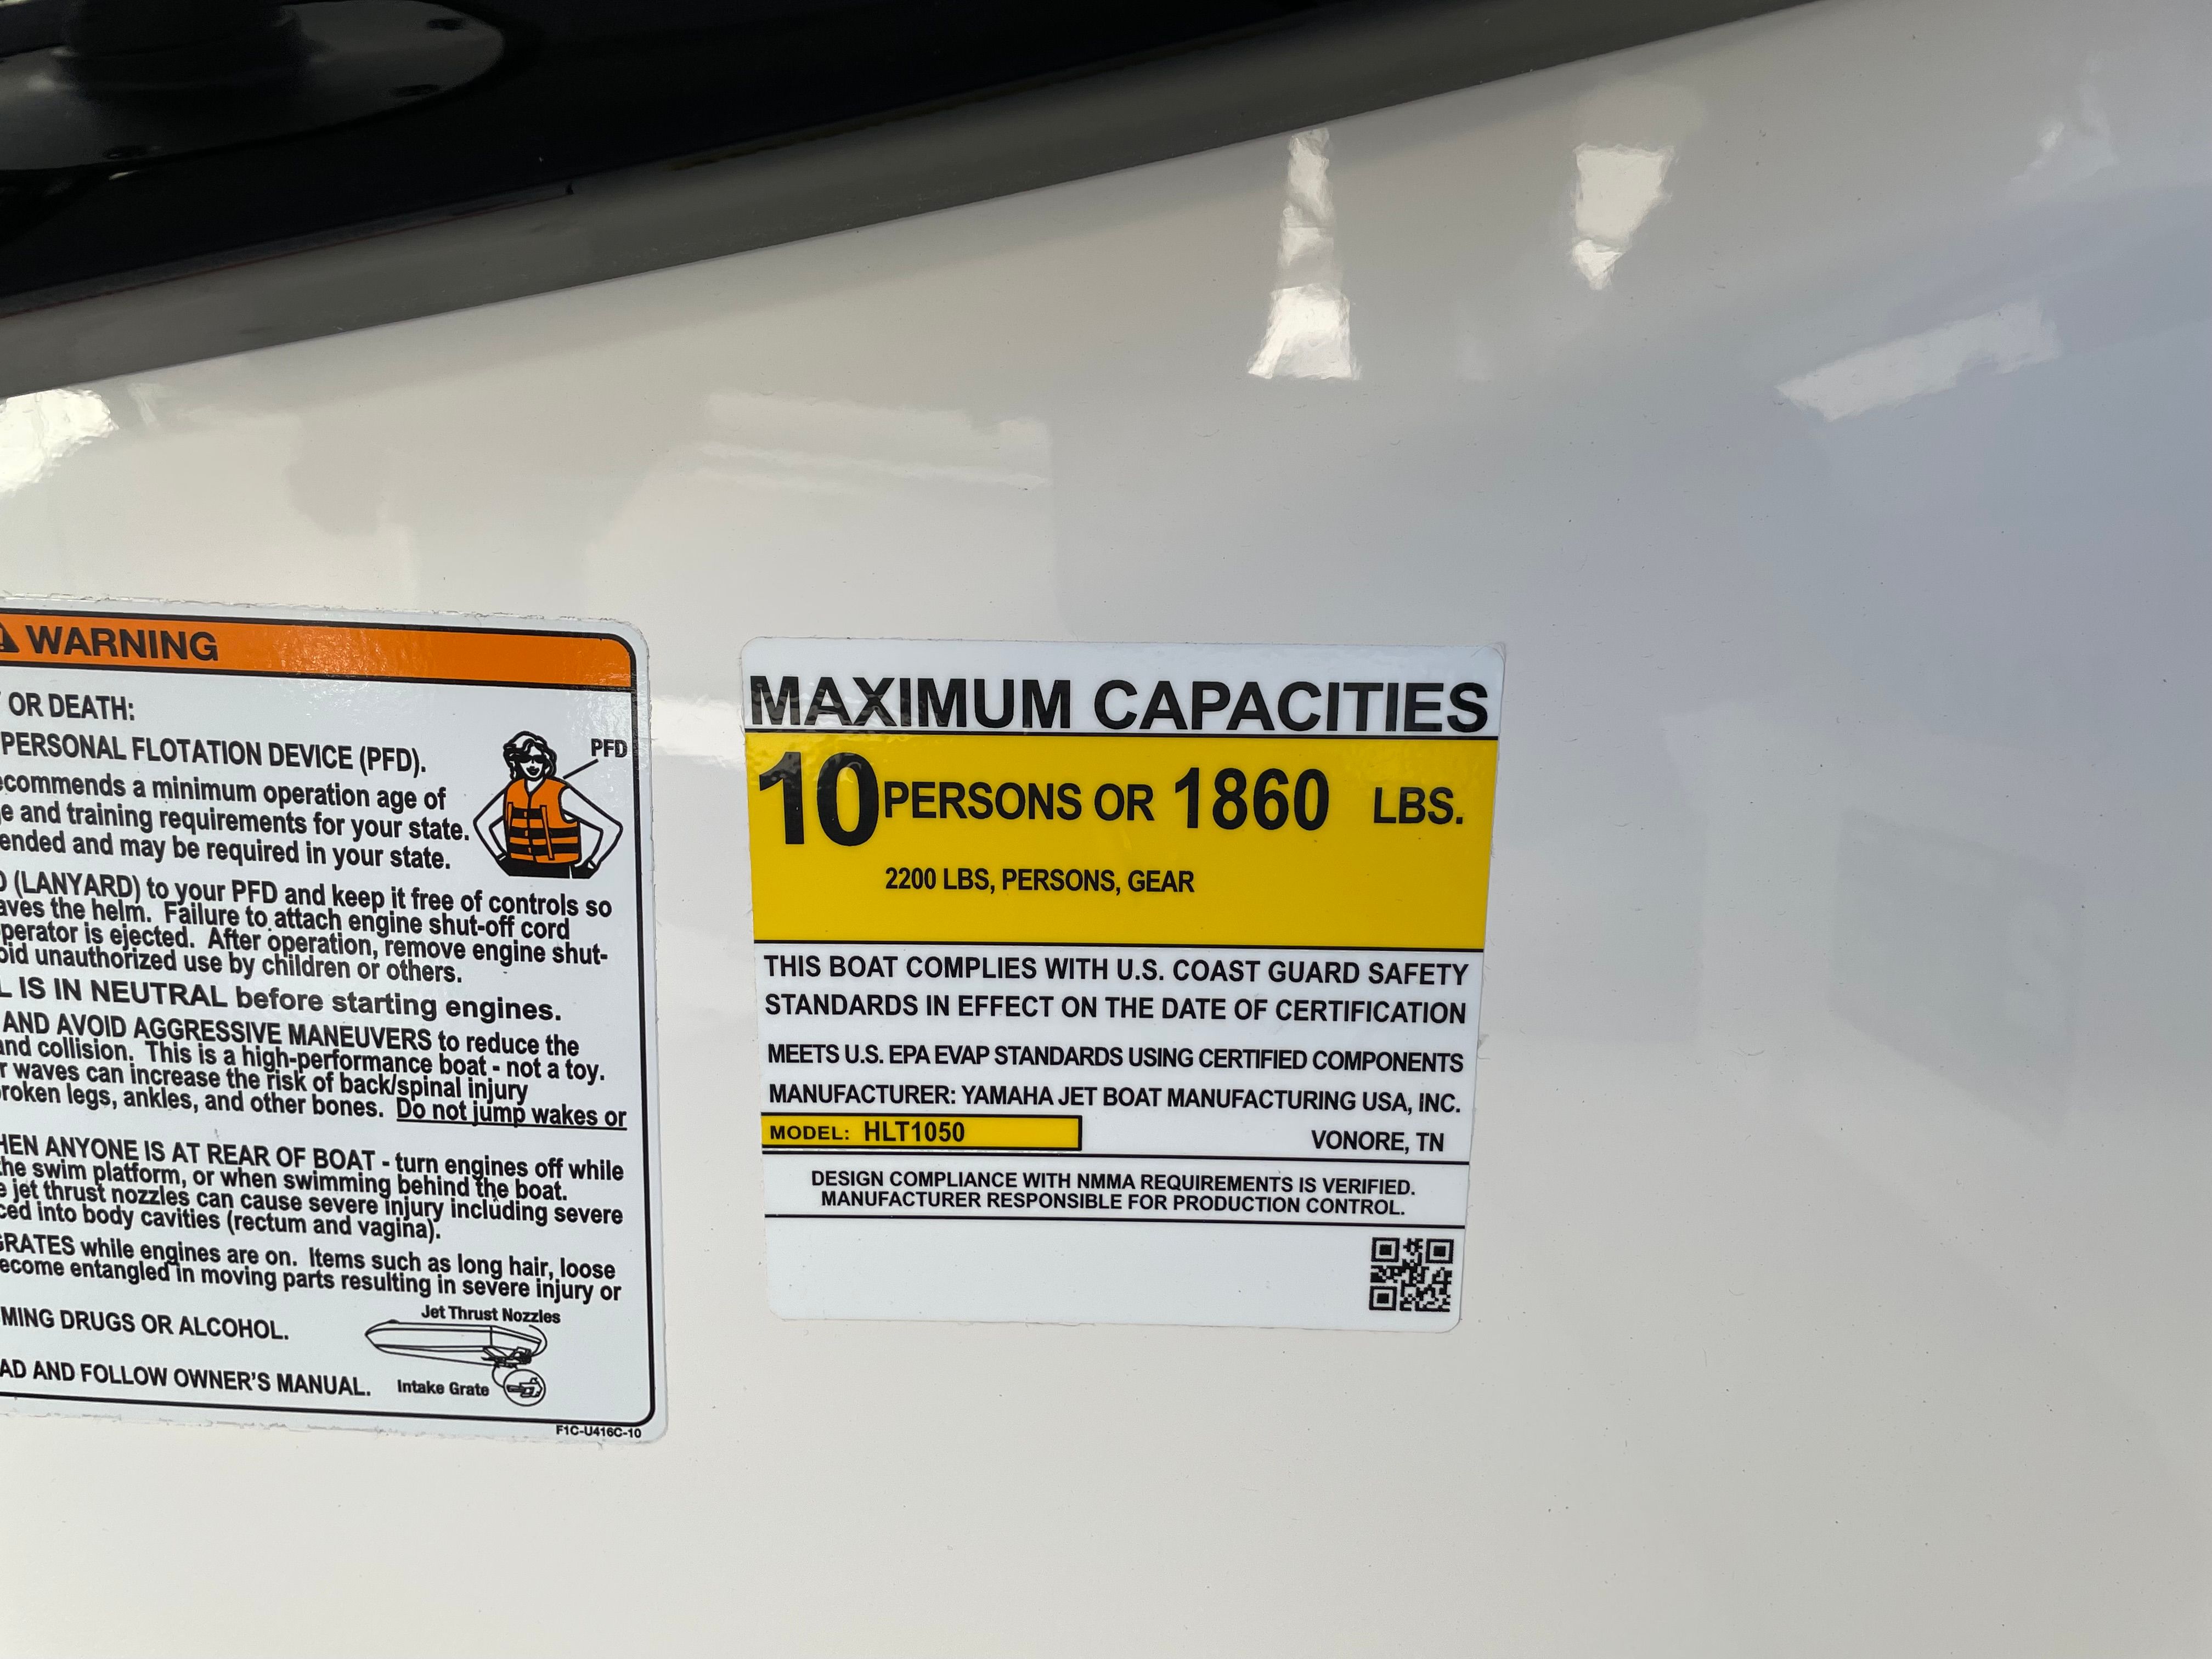 WARNING
OR DEATH:
PERSONAL FLOTATION DEVICE (PFD).
PFD
commends a minimum operation age of
e and training requirements for your state.
ended and may be required in your state.
(LANYARD) to your PFD and keep it free of controls so
aves the helm. Failure to attach engine shut-off cord
perator is ejected. After operation, remove engine shut-
oid unauthorized use by children or others.
L IS IN NEUTRAL before starting engines.
AND AVOID AGGRESSIVE MANEUVERS to reduce the
and collision. This is a high-performance boat - not a toy.
r waves can increase the risk of back/spinal injury
roken legs, ankles, and other bones. Do not jump wakes or
HEN ANYONE IS AT REAR OF BOAT - turn engines off while
the swim platform, or when swimming behind the boat.
e jet thrust nozzles can cause severe injury including severe
ced into body cavities (rectum and vagina).
GRATES while engines are on. Items such as long hair, loose
ecome entangled in moving parts resulting in severe injury or
Jet Thrust Nozzles
MING DRUGS OR ALCOHOL.
AD AND FOLLOW OWNER'S MANUAL.
Intake Grate
F1C-U416C-10
MAXIMUM CAPACITIES
10 PERSONS OR 1860 LBS.
2200 LBS, PERSONS, GEAR
THIS BOAT COMPLIES WITH U.S. COAST GUARD SAFETY
STANDARDS IN EFFECT ON THE DATE OF CERTIFICATION
MEETS U.S. EPA EVAP STANDARDS USING CERTIFIED COMPONENTS
MANUFACTURER: YAMAHA JET BOAT MANUFACTURING USA, INC.
MODEL: HLT1050 VONORE, TN
DESIGN COMPLIANCE WITH NMMA REQUIREMENTS IS VERIFIED.
MANUFACTURER RESPONSIBLE FOR PRODUCTION CONTROL.